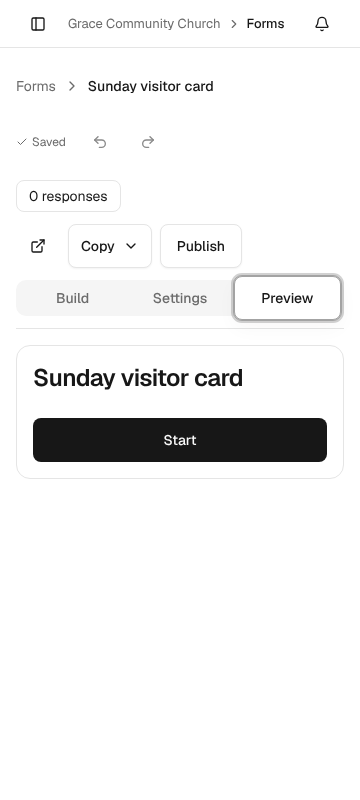 Grace Community Church > Forms
Forms > Sunday visitor card
Saved
0 responses
Copy Publish
Build Settings Preview
Sunday visitor card
Start